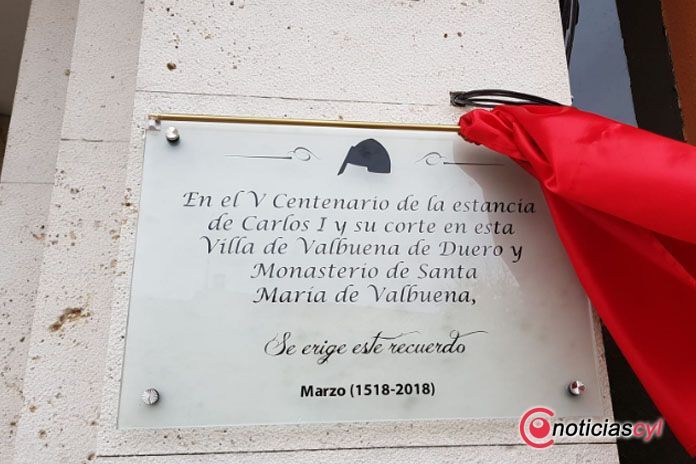 En el V Centenario de la estancia
de Carlos I y su corte en esta
Villa de Valbuena de Duero y
Monasterio de Santa
María de Valbuena,
Se erige este recuerdo
Marzo (1518-2018)
noticiascyl